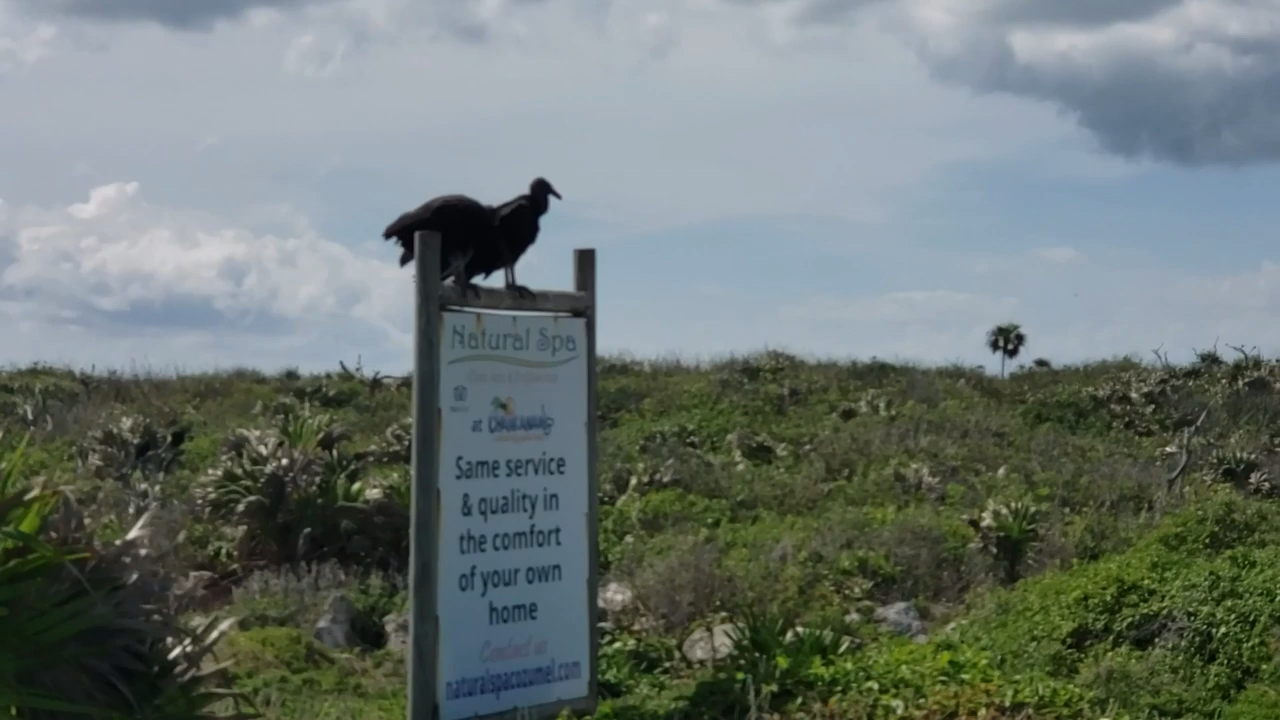 Natural Spa
at
Same service
& quality in
the comfort
of your own
home
Contact us
naturalspacozumel.com